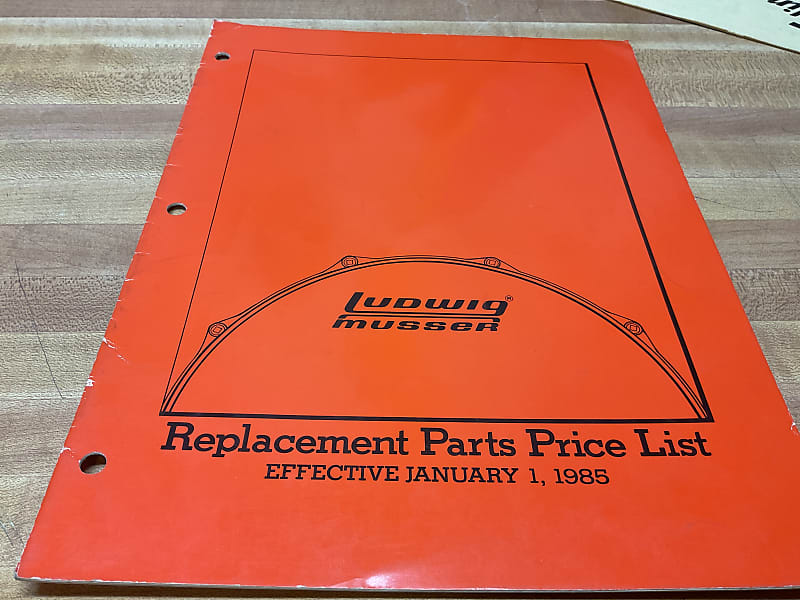 LUDWIG®
MUSSER
Replacement Parts Price List
EFFECTIVE JANUARY 1, 1985